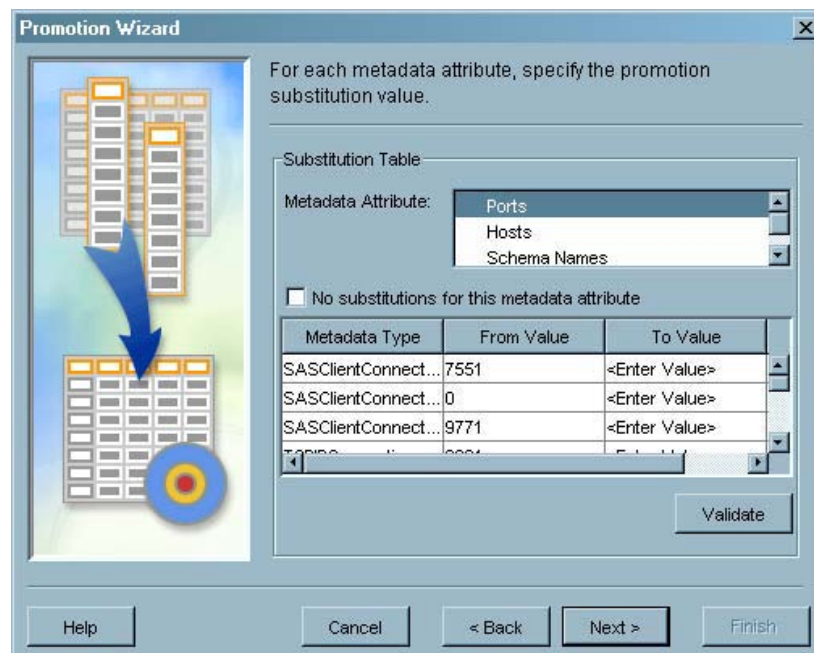 Promotion Wizard
For each metadata attribute, specify the promotion
substitution value.
Substitution Table
Metadata Attribute:
Ports
Hosts
Schema Names
No substitutions for this metadata attribute
Metadata Type From Value To Value
SASClientConnect... 7551 <Enter Value>
SASClientConnect... 0 <Enter Value>
SASClientConnect... 9771 <Enter Value>
Validate
Help Cancel < Back Next > Finish